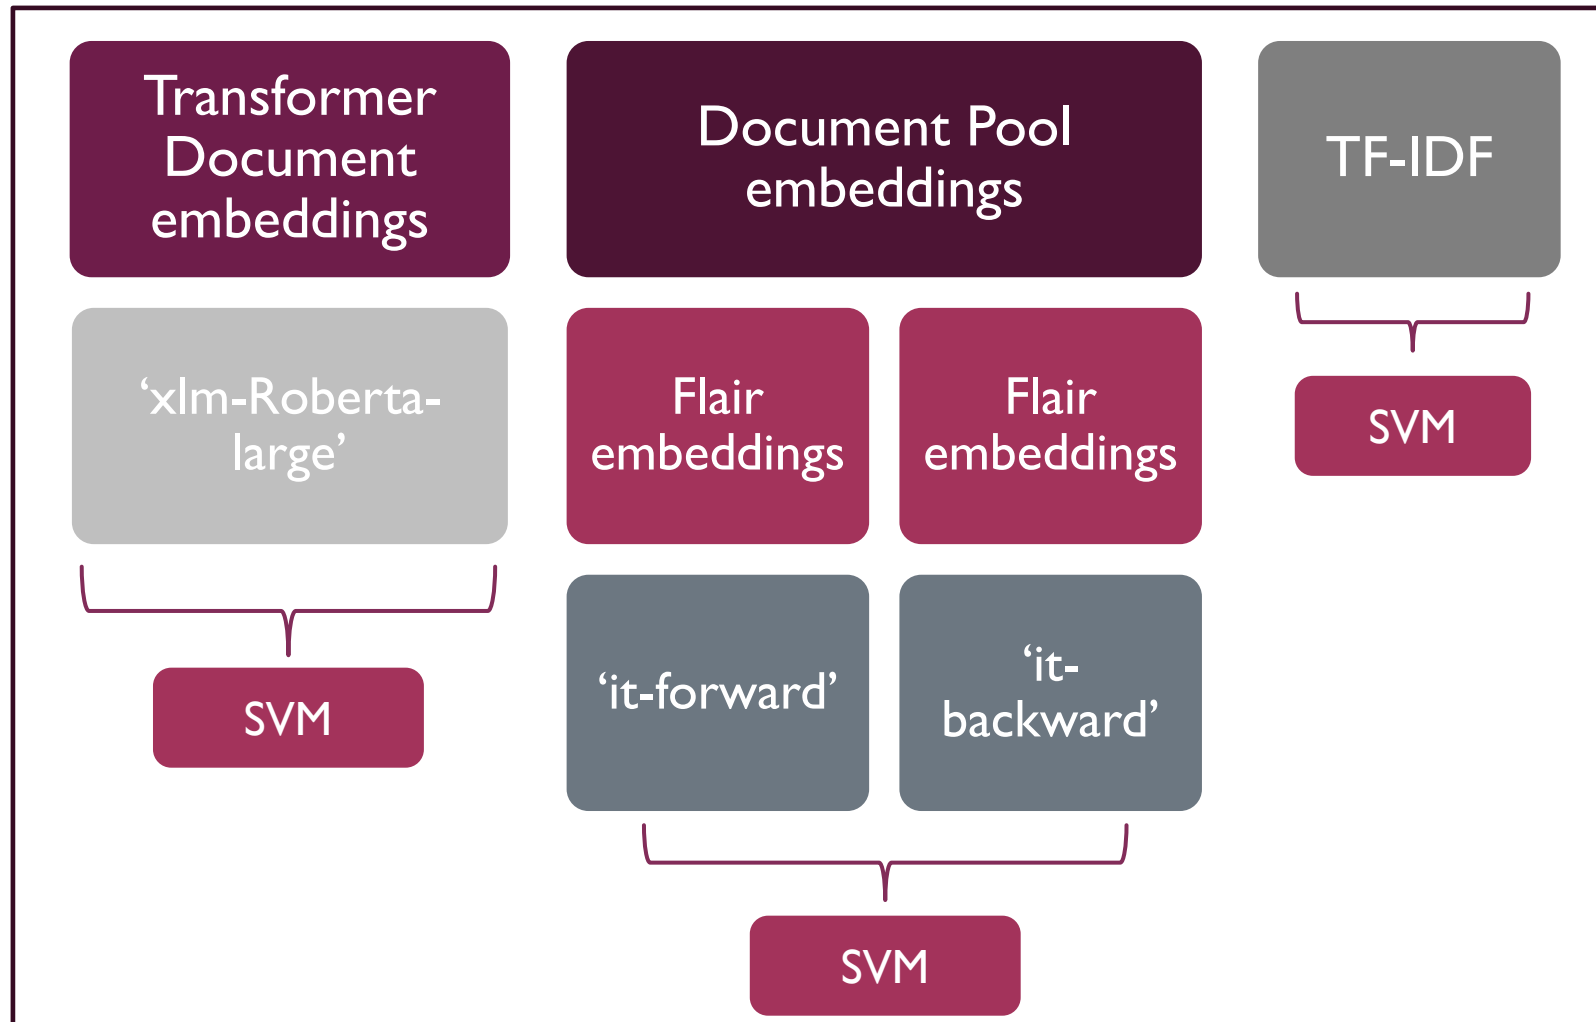 Transformer
Document
embeddings
Document Pool
embeddings
TF-IDF
‘xlm-Roberta-
large’
Flair
embeddings
Flair
embeddings
SVM
‘it-forward’
‘it-
backward’
SVM
SVM